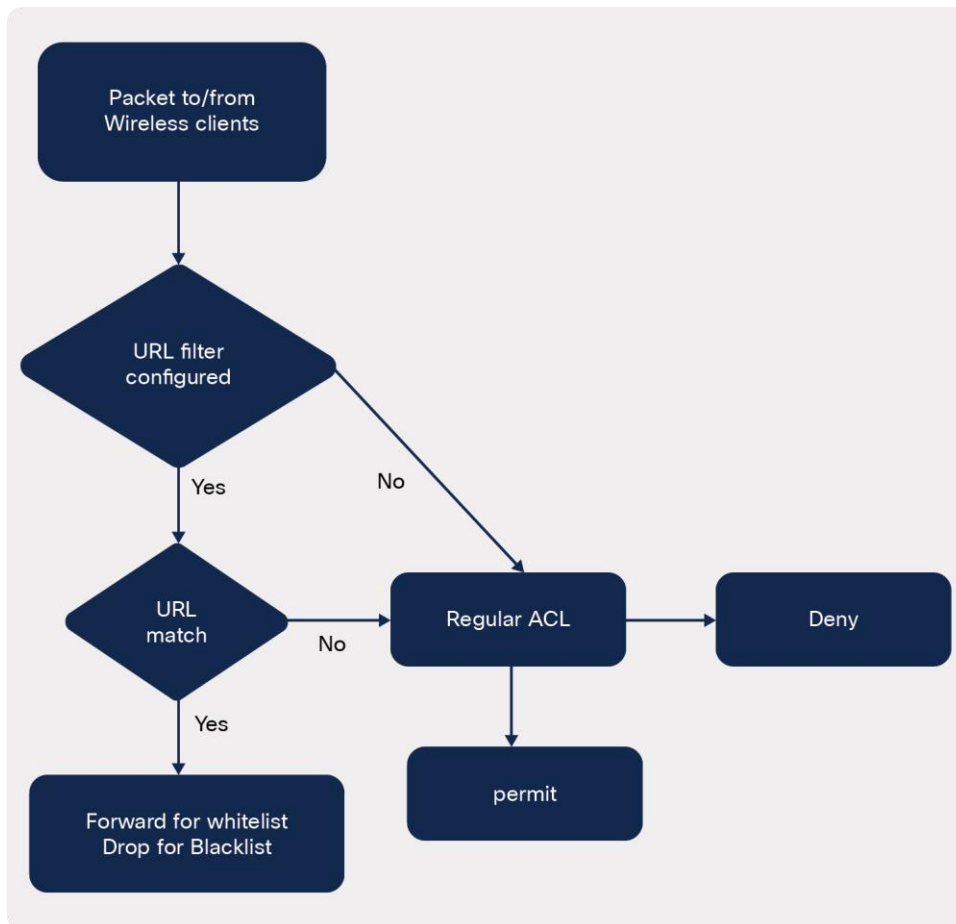 Packet to/from
Wireless clients
URL filter
configured
Yes
No
URL
match
No
Regular ACL
Deny
Yes
permit
Forward for whitelist
Drop for Blacklist